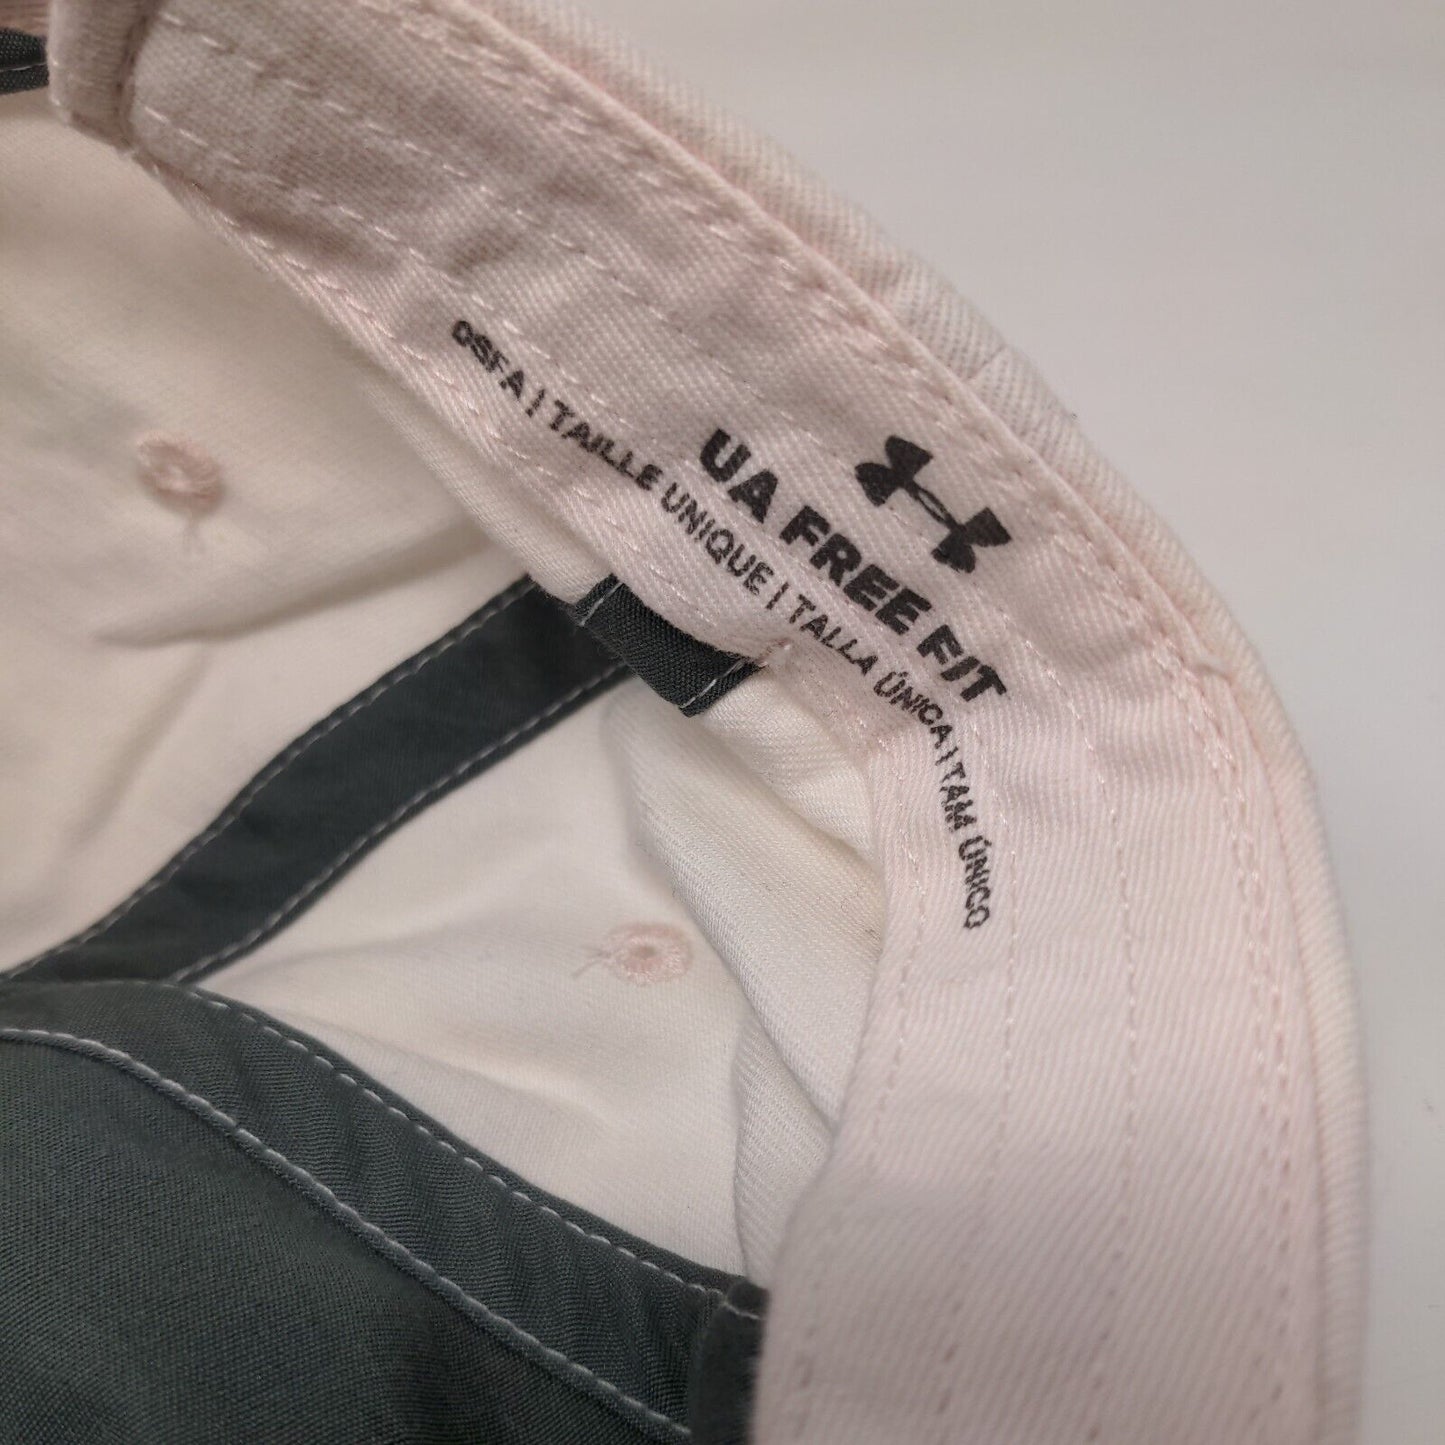 UA FREE FIT
OSFA | TAILLE UNIQUE | TALLA ÚNICA | TAM ÚNICO